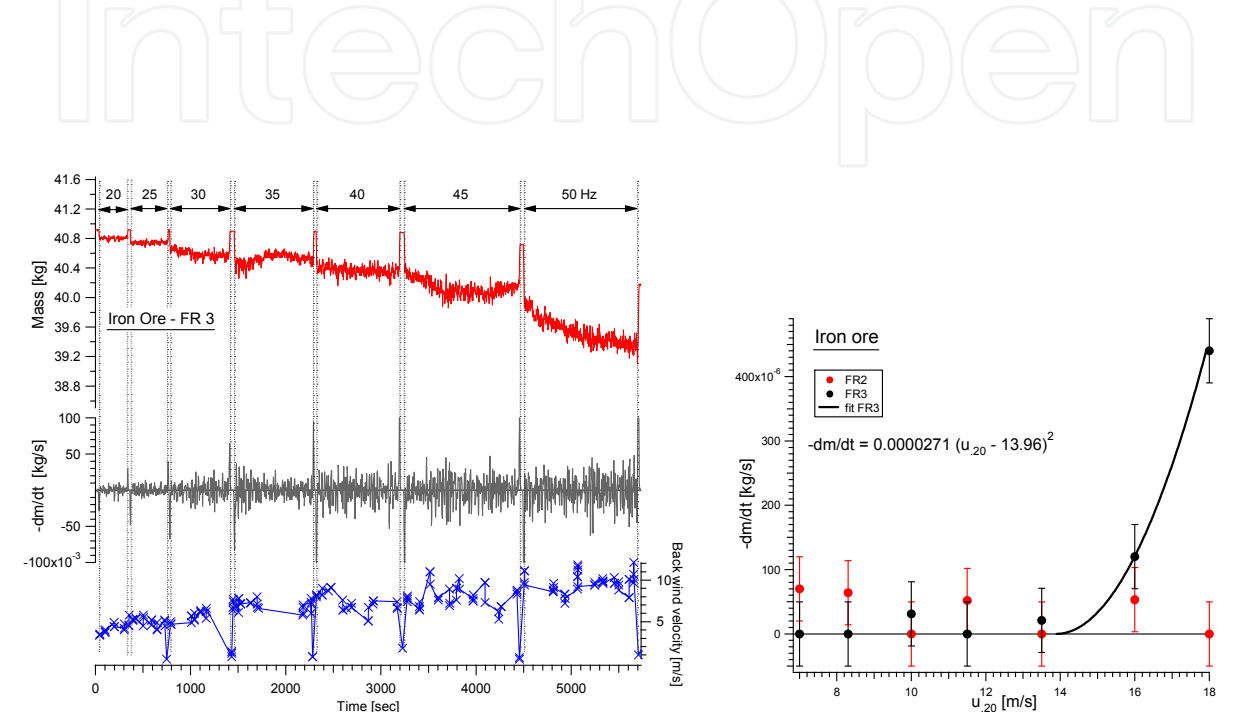 IntechOpen
41.6
41.2
40.8
40.4
40.0
39.6
39.2
38.8
Mass [kg]
20 25 30 35 40 45 50 Hz
Iron Ore - FR 3
100
50
0
-50
-100x10-3
-dm/dt [kg/s]
10
5
Back wind velocity [m/s]
0 1000 2000 3000 4000 5000
Time [sec]
Iron ore
FR2
FR3
fit FR3
-dm/dt = 0.0000271 (u.20 - 13.96)2
400x10-6
300
200
100
0
-dm/dt [kg/s]
8 10 12 14 16 18
u.20 [m/s]